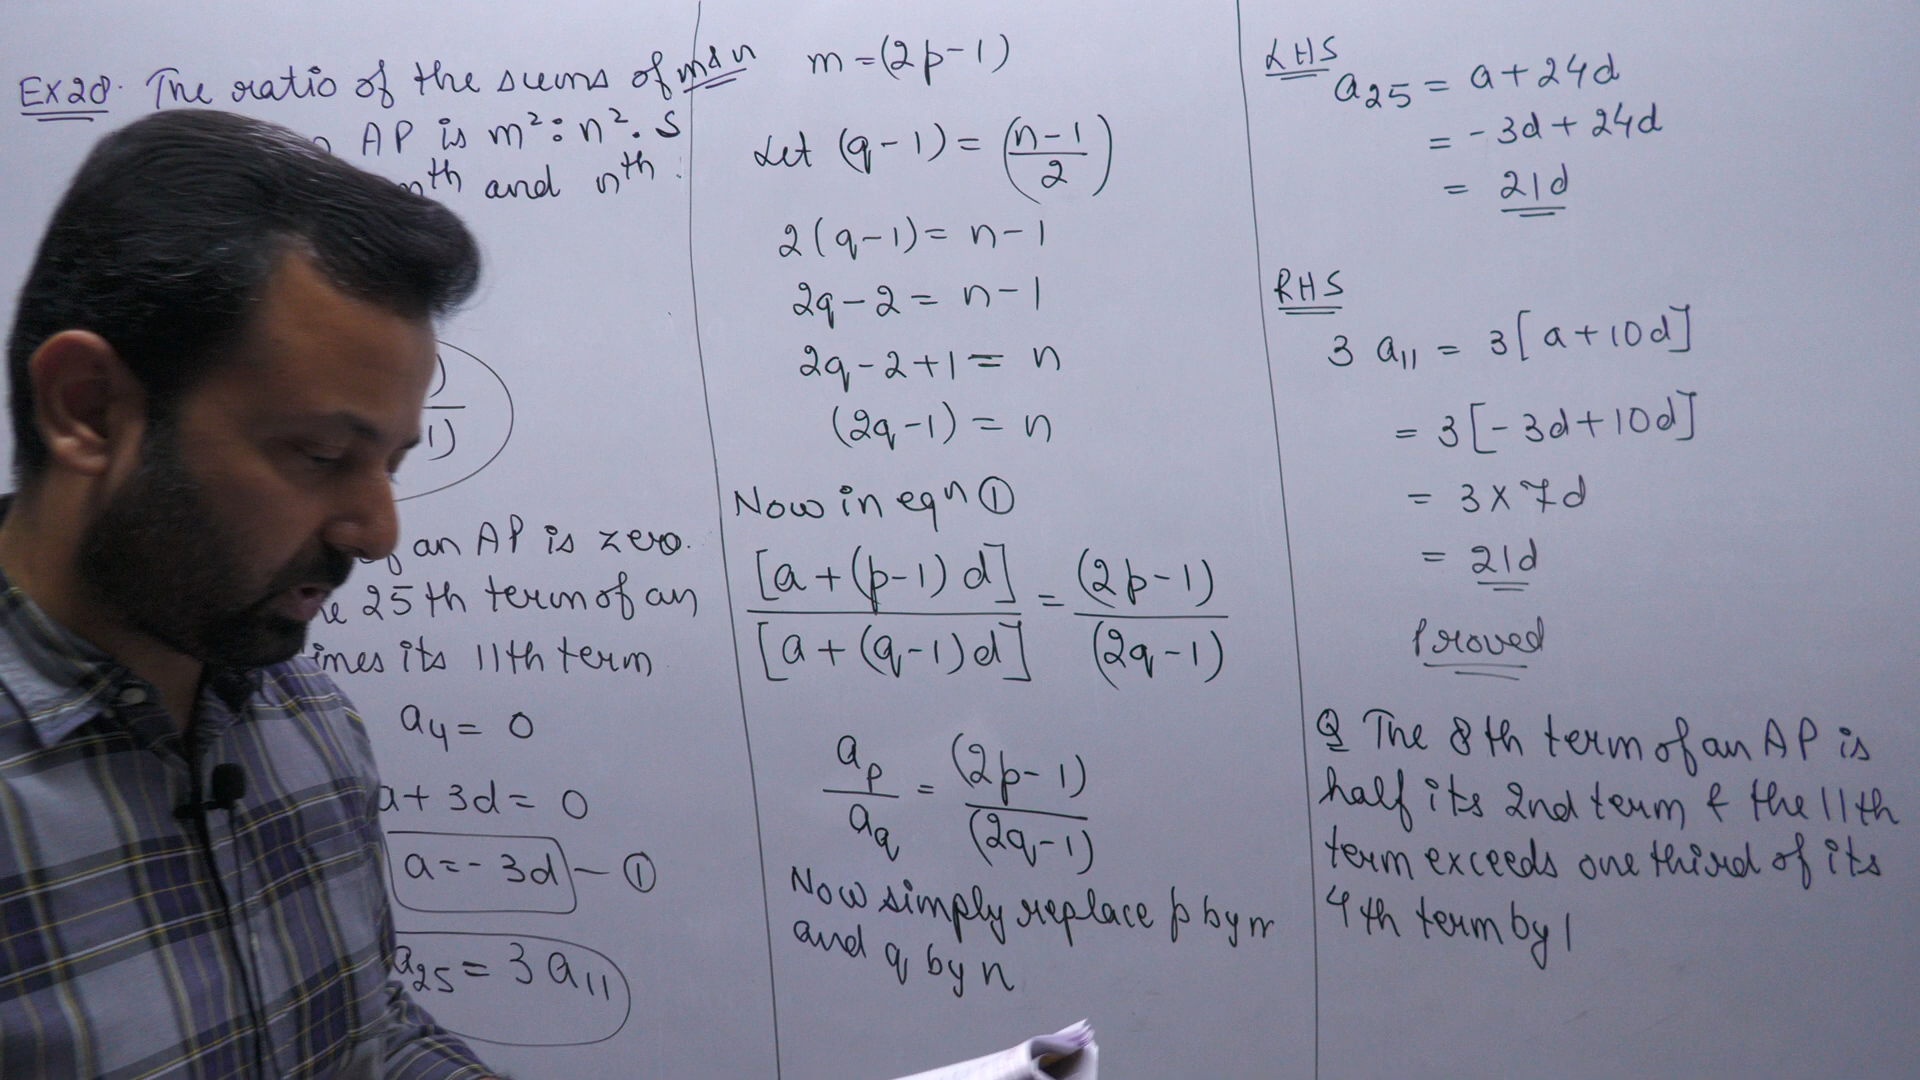 Ex28. The ratio of the sums of m & n
AP is m²:n². S
mth and nth
)
1)
of an AP is zero.
25th term of an
times its 11th term
a4 = 0
a + 3d = 0
a = -3d — ①
a25 = 3 a11
m = (2p-1)
Let (q-1) = (n-1/2)
2(q-1) = n-1
2q-2 = n-1
2q-2+1 = n
(2q-1) = n
Now in eqn ①
[a+(p-1)d] / [a+(q-1)d] = (2p-1) / (2q-1)
ap / aq = (2p-1) / (2q-1)
Now simply replace p by m
and q by n
LHS
a25 = a+24d
= -3d+24d
= 21d
RHS
3 a11 = 3[a+10d]
= 3[-3d+10d]
= 3×7d
= 21d
Proved
Q The 8th term of an AP is
half its 2nd term & the 11th
term exceeds one third of its
4th term by 1